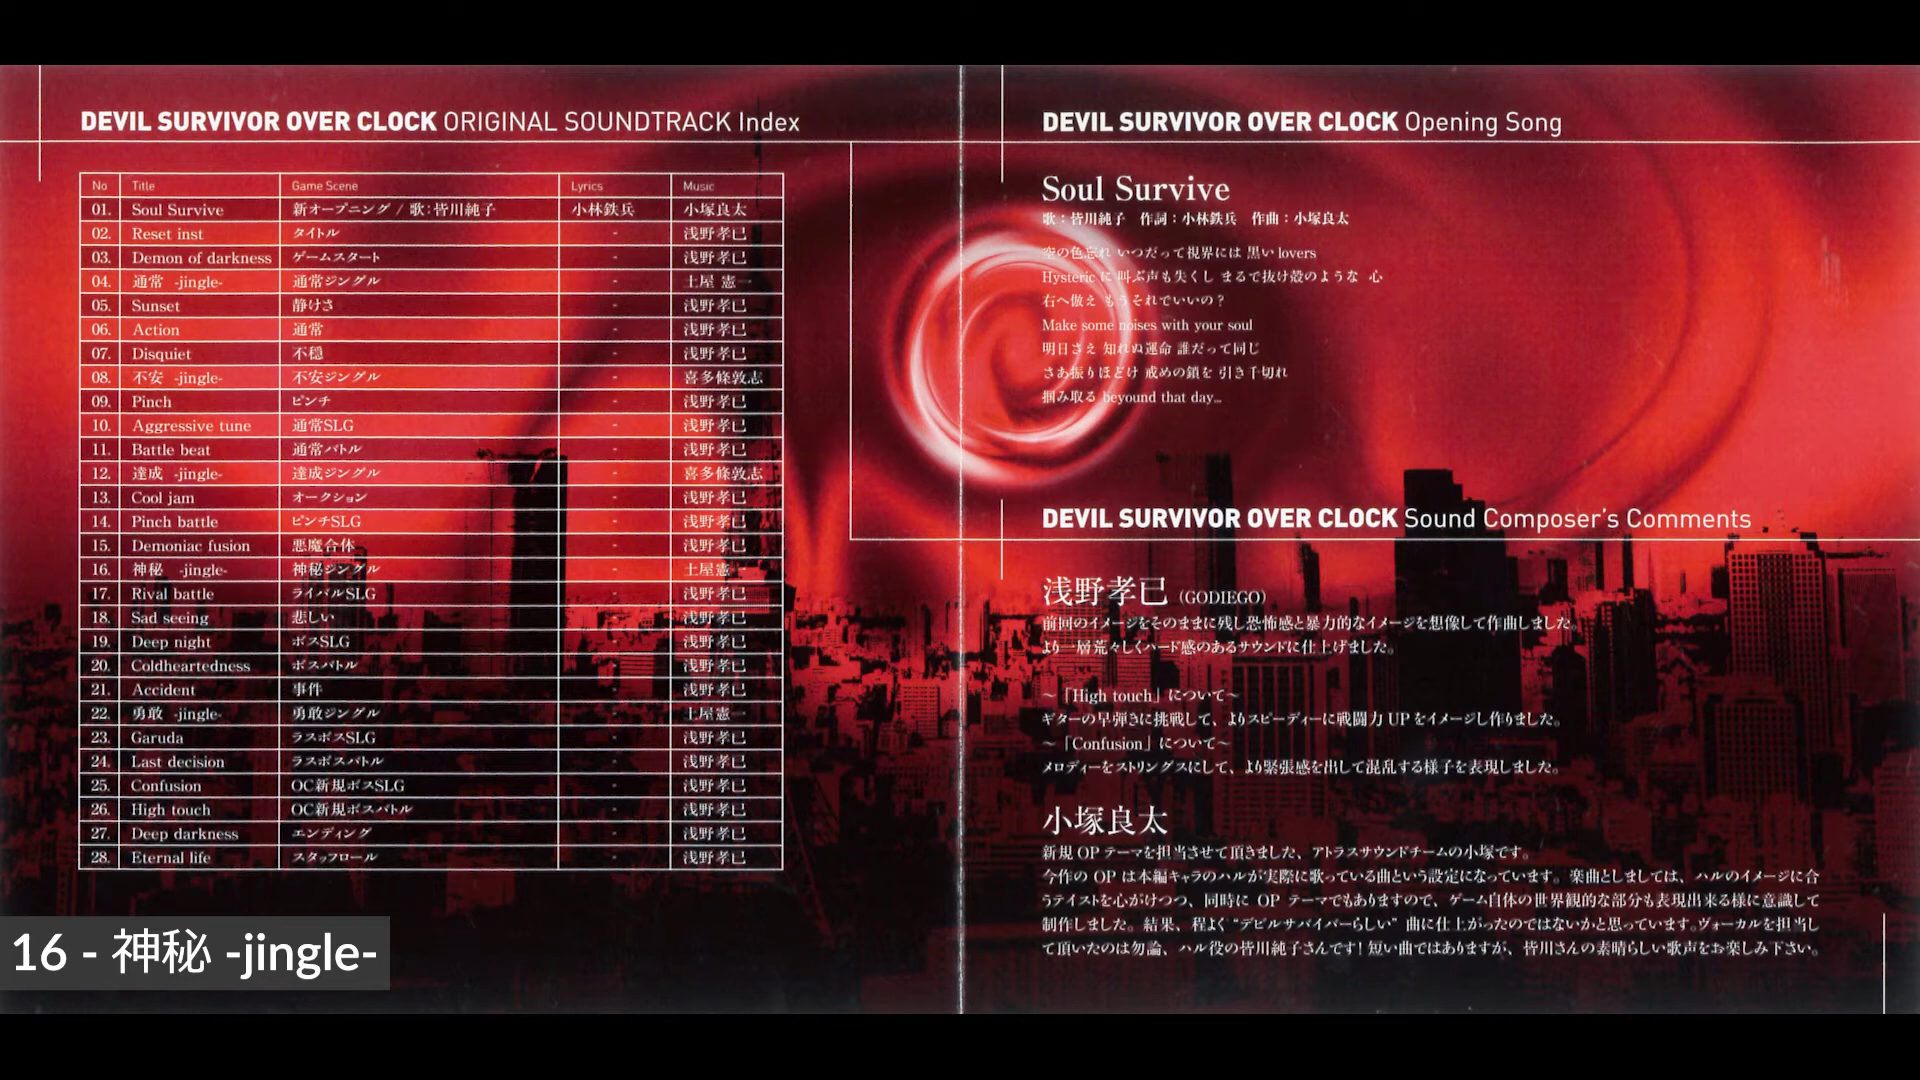 DEVIL SURVIVOR OVER CLOCK ORIGINAL SOUNDTRACK Index
No Title Game Scene Lyrics Music
01. Soul Survive 新オープニング / 歌:皆川純子 小林鉄兵 小塚良太
02. Reset inst タイトル - 浅野孝已
03. Demon of darkness ゲームスタート - 浅野孝已
04. 通常 -jingle- 通常ジングル - 土屋 憲一
05. Sunset 静けさ - 浅野孝已
06. Action 通常 - 浅野孝已
07. Disquiet 不穏 - 浅野孝已
08. 不安 -jingle- 不安ジングル - 喜多條敦志
09. Pinch ピンチ - 浅野孝已
10. Aggressive tune 通常SLG - 浅野孝已
11. Battle beat 通常バトル - 浅野孝已
12. 達成 -jingle- 達成ジングル - 喜多條敦志
13. Cool jam オークション - 浅野孝已
14. Pinch battle ピンチSLG - 浅野孝已
15. Demoniac fusion 悪魔合体 - 浅野孝已
16. 神秘 -jingle- 神秘ジングル - 土屋憲一
17. Rival battle ライバルSLG - 浅野孝已
18. Sad seeing 悲しい - 浅野孝已
19. Deep night ボスSLG - 浅野孝已
20. Coldheartedness ボスバトル - 浅野孝已
21. Accident 事件 - 浅野孝已
22. 勇敢 -jingle- 勇敢ジングル - 土屋憲一
23. Garuda ラスボスSLG - 浅野孝已
24. Last decision ラスボスバトル - 浅野孝已
25. Confusion OC新規ボスSLG - 浅野孝已
26. High touch OC新規ボスバトル - 浅野孝已
27. Deep darkness エンディング - 浅野孝已
28. Eternal life スタッフロール - 浅野孝已
16 - 神秘 -jingle-
DEVIL SURVIVOR OVER CLOCK Opening Song
Soul Survive
歌：皆川純子 作詞：小林鉄兵 作曲：小塚良太
空の色忘れ いつだって視界には 黒い lovers
Hysteric に 叫ぶ声も失くし まるで抜け殻のような 心
右へ倣え もうそれでいいの？
Make some noises with your soul
明日さえ 知れぬ運命 誰だって同じ
さあ振りほどけ 戒めの鎖を 引き千切れ
掴み取る beyound that day...
DEVIL SURVIVOR OVER CLOCK Sound Composer's Comments
浅野孝已 (GODIEGO)
前回のイメージをそのままに残し恐怖感と暴力的なイメージを想像して作曲しました。
より一層荒々しくハード感のあるサウンドに仕上げました。
～「High touch」について～
ギターの早弾きに挑戦して、よりスピーディーに戦闘力 UP をイメージし作りました。
～「Confusion」について～
メロディーをストリングスにして、より緊張感を出して混乱する様子を表現しました。
小塚良太
新規 OP テーマを担当させて頂きました、アトラスサウンドチームの小塚です。
今作の OP は本編キャラのハルが実際に歌っている曲という設定になっています。楽曲としましては、ハルのイメージに合
うテイストを心がけつつ、同時に OP テーマでもありますので、ゲーム自体の世界観的な部分も表現出来る様に意識して
制作しました。結果、程よく “デビルサバイバーらしい” 曲に仕上がったのではないかと思っています。ヴォーカルを担当し
て頂いたのは勿論、ハル役の皆川純子さんです！短い曲ではありますが、皆川さんの素晴らしい歌声をお楽しみ下さい。